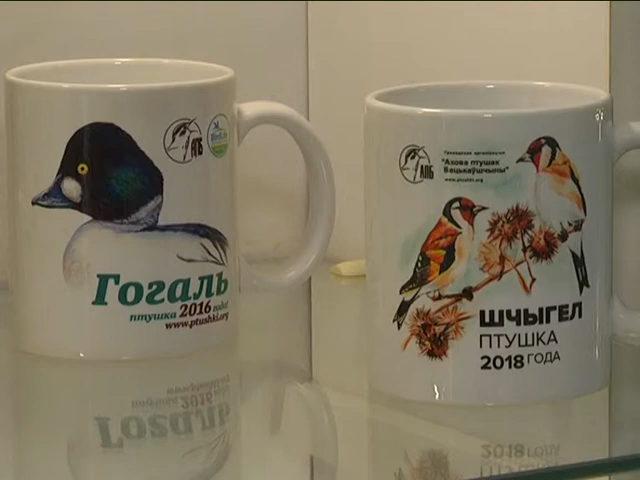 АПБ
Гогаль
птушка 2016 года!
www.ptushki.org
АПБ
Грамадская арганізацыя
"Ахова птушак
Бацькаўшчыны"
www.ptushki.org
ШЧЫГЕЛ
ПТУШКА
2018 ГОДА